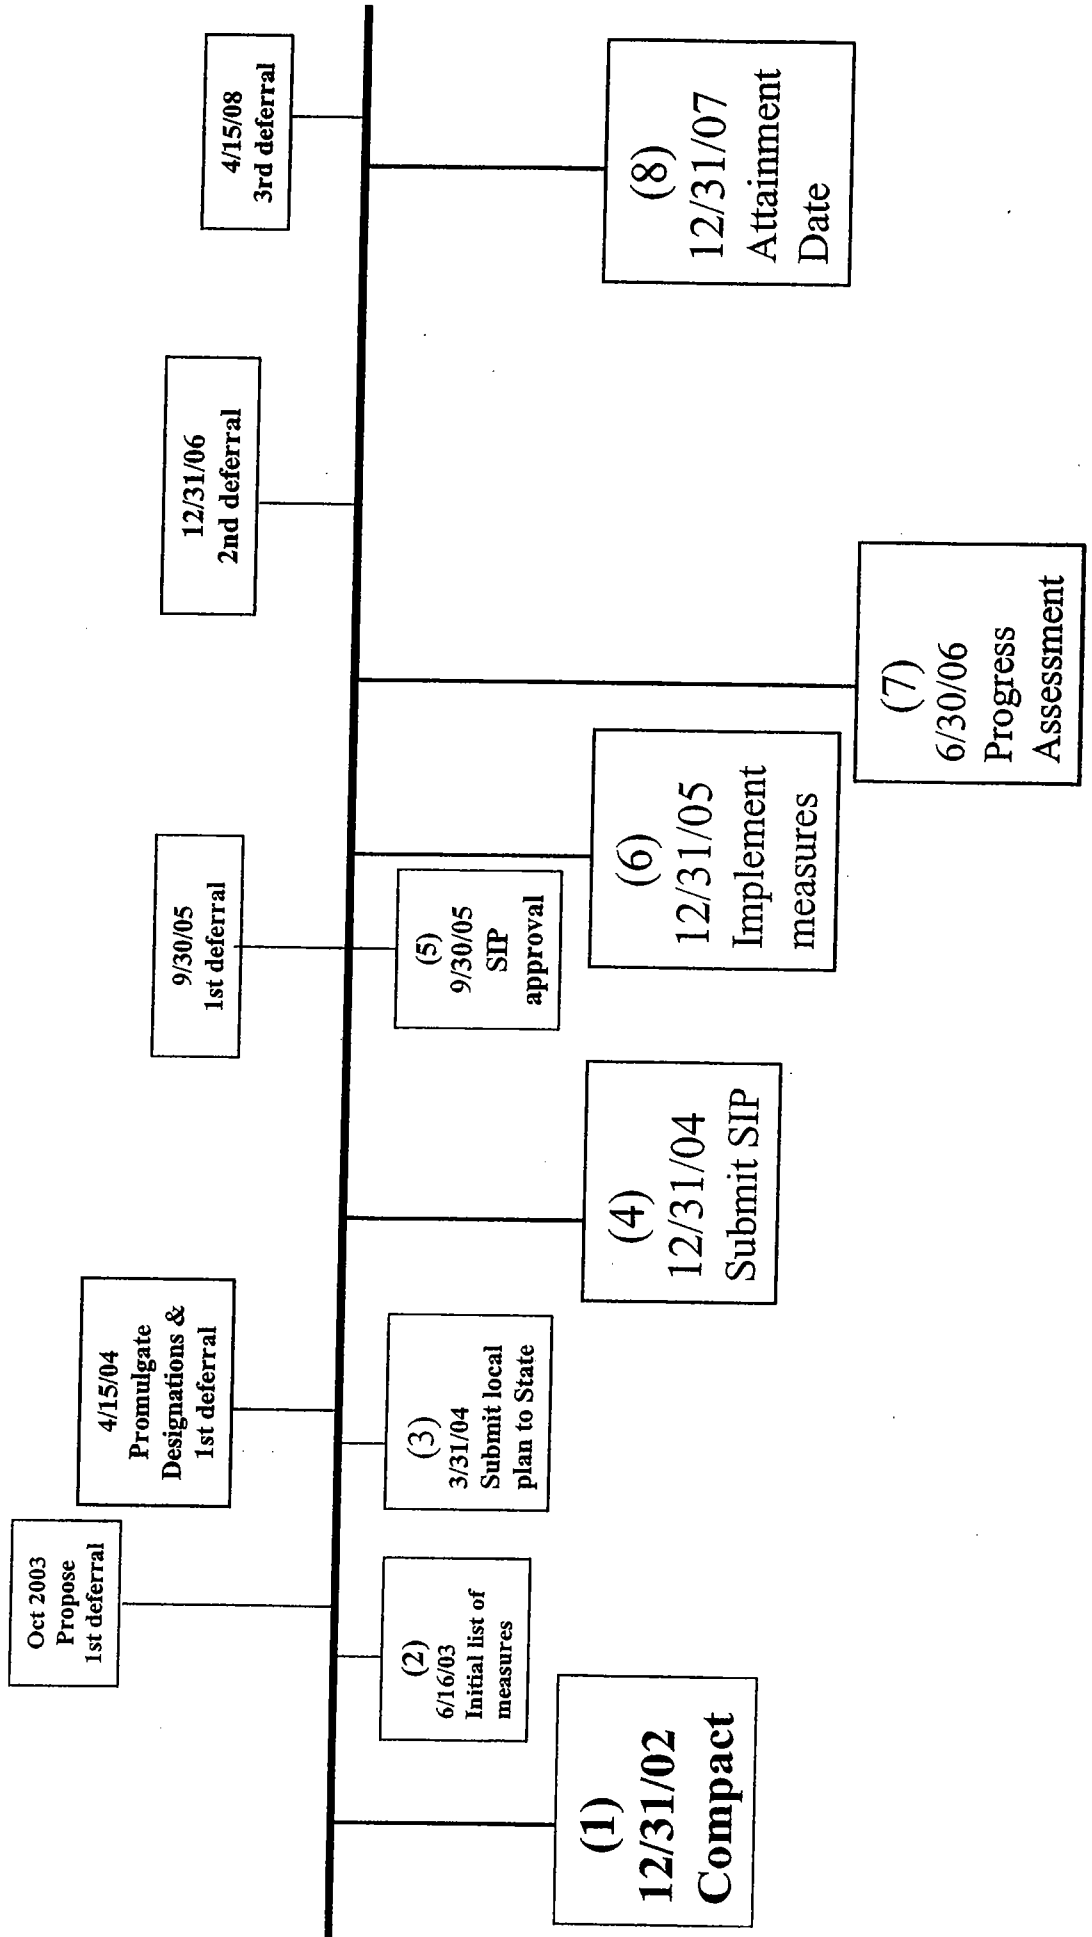 Oct 2003
Propose
1st deferral
4/15/04
Promulgate
Designations &
1st deferral
9/30/05
1st deferral
12/31/06
2nd deferral
4/15/08
3rd deferral
(1)
12/31/02
Compact
(2)
6/16/03
Initial list of
measures
(3)
3/31/04
Submit local
plan to State
(4)
12/31/04
Submit SIP
(5)
9/30/05
SIP
approval
(6)
12/31/05
Implement
measures
(7)
6/30/06
Progress
Assessment
(8)
12/31/07
Attainment
Date